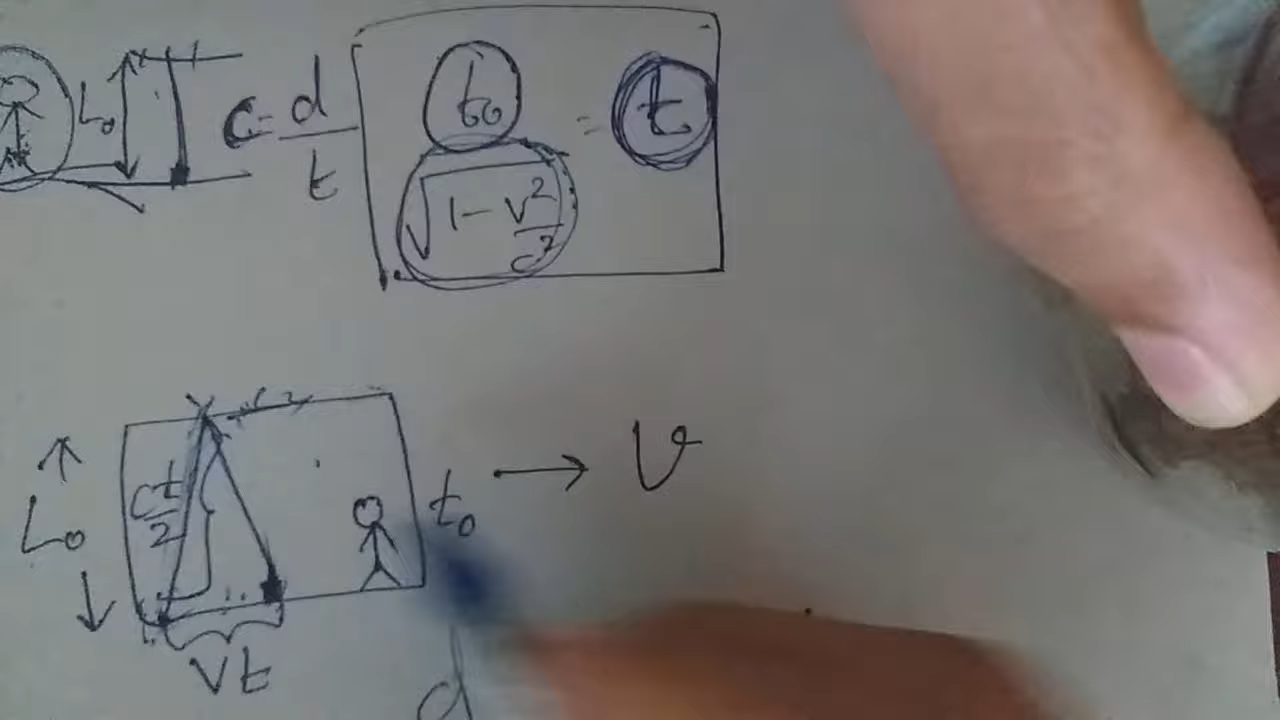 L₀
C = d/t
t₀/√(1 - v²/c²) = t
L₀
ct/2
t₀
→ v
vt
d